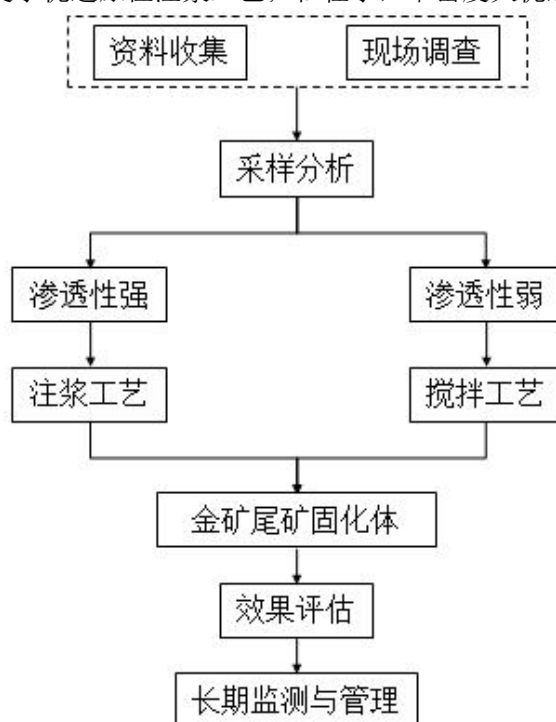 资料收集 现场调查
采样分析
渗透性强 渗透性弱
注浆工艺 搅拌工艺
金矿尾矿固化体
效果评估
长期监测与管理